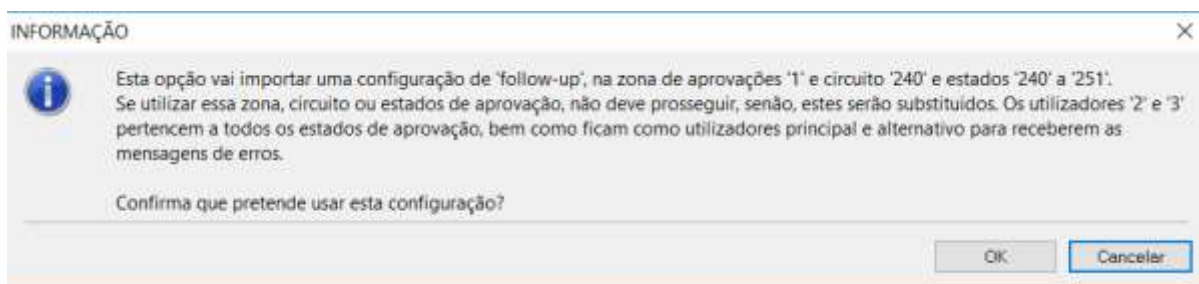 INFORMAÇÃO
Esta opção vai importar uma configuração de 'follow-up', na zona de aprovações '1' e circuito '240' e estados '240' a '251'.
Se utilizar essa zona, circuito ou estados de aprovação, não deve prosseguir, senão, estes serão substituídos. Os utilizadores '2' e '3'
pertencem a todos os estados de aprovação, bem como ficam como utilizadores principal e alternativo para receberem as
mensagens de erros.
Confirma que pretende usar esta configuração?
OK
Cancelar